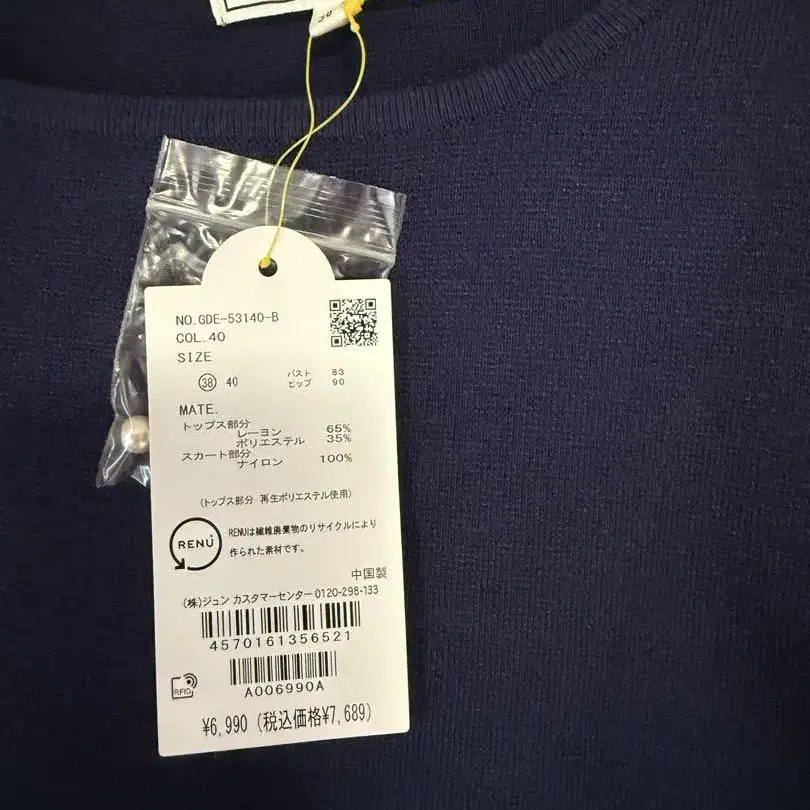 NO.GDE-53140-B
COL.40
SIZE
38 40
バスト 83
ヒップ 90
MATE.
トップス部分
レーヨン 65%
ポリエステル 35%
スカート部分
ナイロン 100%
(トップス部分 再生ポリエステル使用)
RENU
RENUは繊維廃棄物のリサイクルにより
作られた素材です。
中国製
(株)ジュン カスタマーセンター 0120-298-133
4570161356521
RFID
A006990A
¥6,990 (税込価格¥7,689)